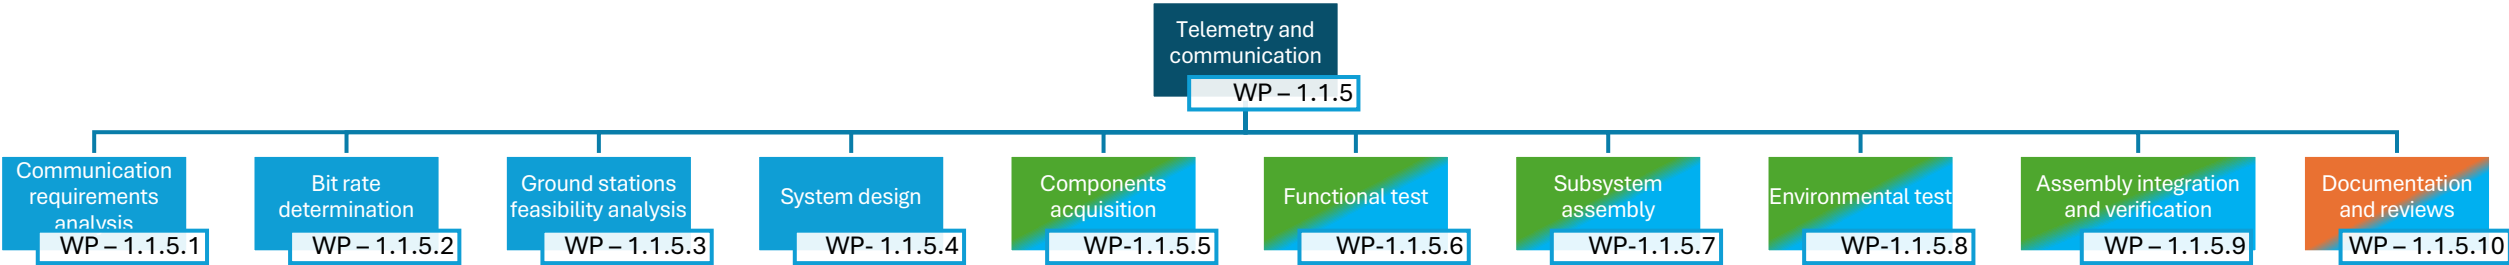 Telemetry and
communication
WP – 1.1.5
Communication
requirements
analysis
WP – 1.1.5.1
Bit rate
determination
WP – 1.1.5.2
Ground stations
feasibility analysis
WP – 1.1.5.3
System design
WP- 1.1.5.4
Components
acquisition
WP-1.1.5.5
Functional test
WP-1.1.5.6
Subsystem
assembly
WP-1.1.5.7
Environmental test
WP-1.1.5.8
Assembly integration
and verification
WP – 1.1.5.9
Documentation
and reviews
WP – 1.1.5.10